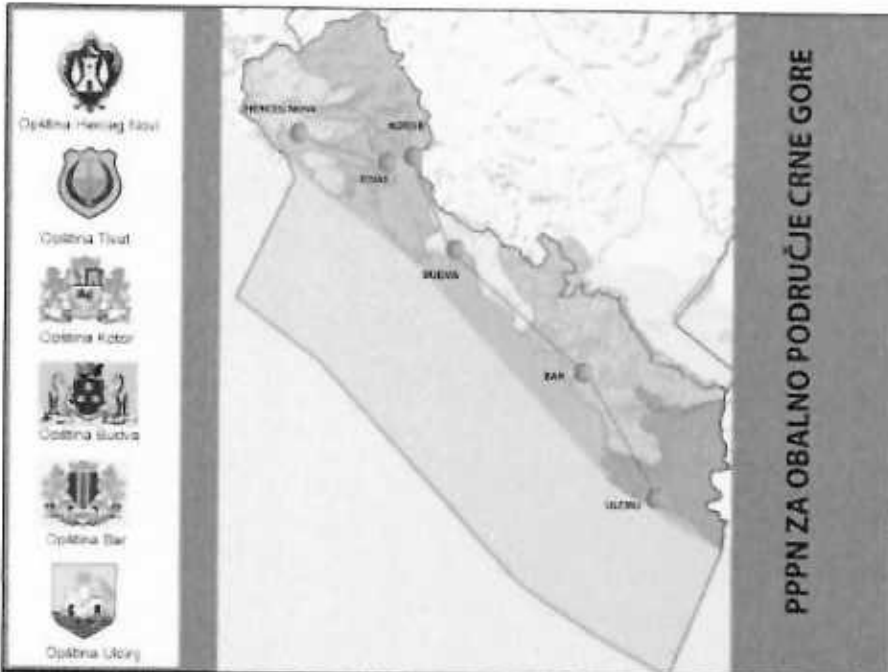 Opština Herceg Novi
Opština Tivat
Opština Kotor
Opština Budva
Opština Bar
Opština Ulcinj
HERCEG NOVI
KOTOR
TIVAT
BUDVA
BAR
ULCINJ
PPPN ZA OBALNO PODRUČJE CRNE GORE